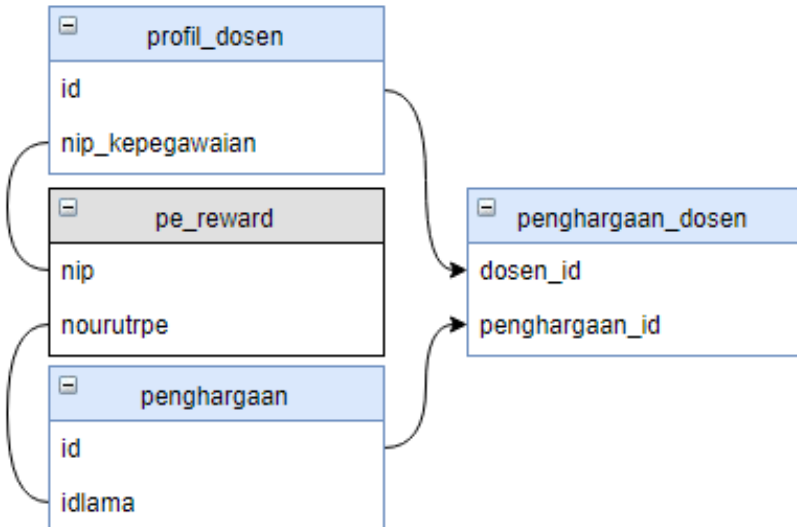 profil_dosen
id
nip_kepegawaian
pe_reward
nip
nourutrpe
penghargaan
id
idlama
penghargaan_dosen
dosen_id
penghargaan_id